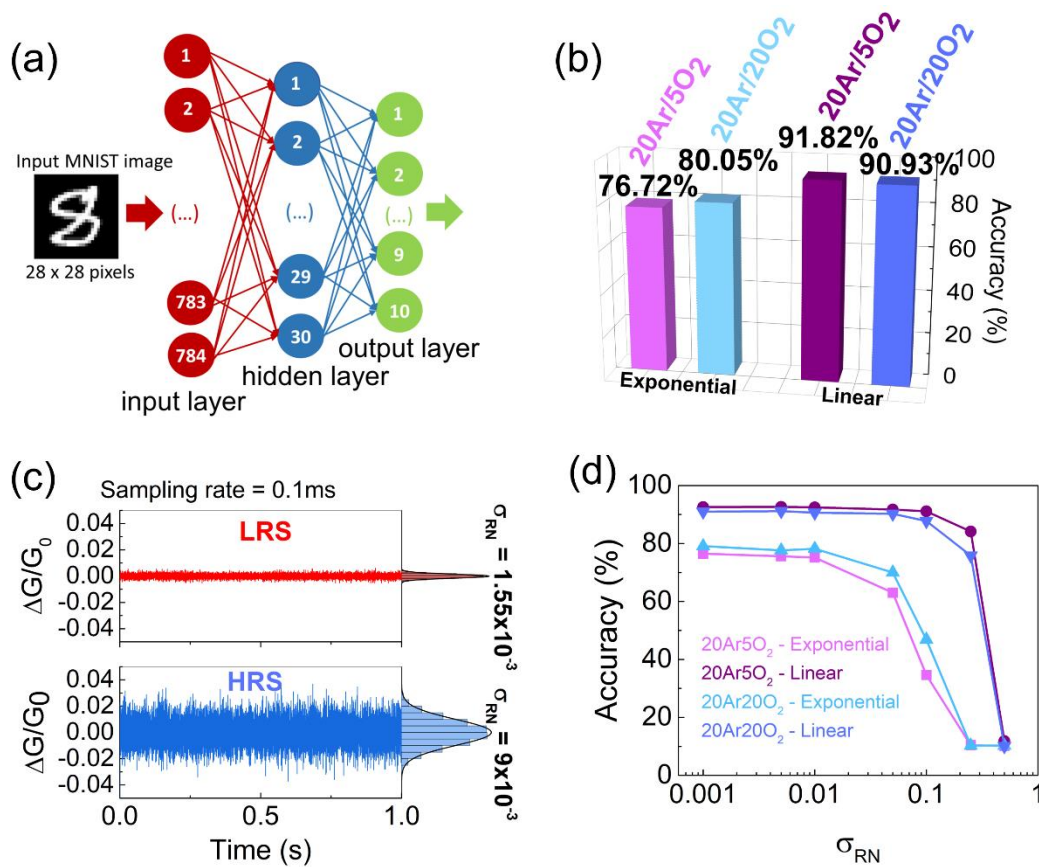 (a)
1
2
(...)
783
784
1
2
(...)
29
30
1
2
(...)
9
10
Input MNIST image
28 x 28 pixels
input layer
hidden layer
output layer
(b)
20Ar/5O2
20Ar/20O2
20Ar/5O2
20Ar/20O2
76.72%
80.05%
91.82%
90.93%
100
80
60
40
20
0
Accuracy (%)
Exponential
Linear
(c)
Sampling rate = 0.1ms
LRS
0.04
0.02
0.00
-0.02
-0.04
ΔG/G₀
σRN = 1.55x10⁻³
HRS
0.04
0.02
0.00
-0.02
-0.04
ΔG/G0
σRN = 9x10⁻³
0.0
0.5
1.0
Time (s)
(d)
100
80
60
40
20
0
Accuracy (%)
20Ar5O₂ - Exponential
20Ar5O₂ - Linear
20Ar20O₂ - Exponential
20Ar20O₂ - Linear
0.001
0.01
0.1
1
σRN